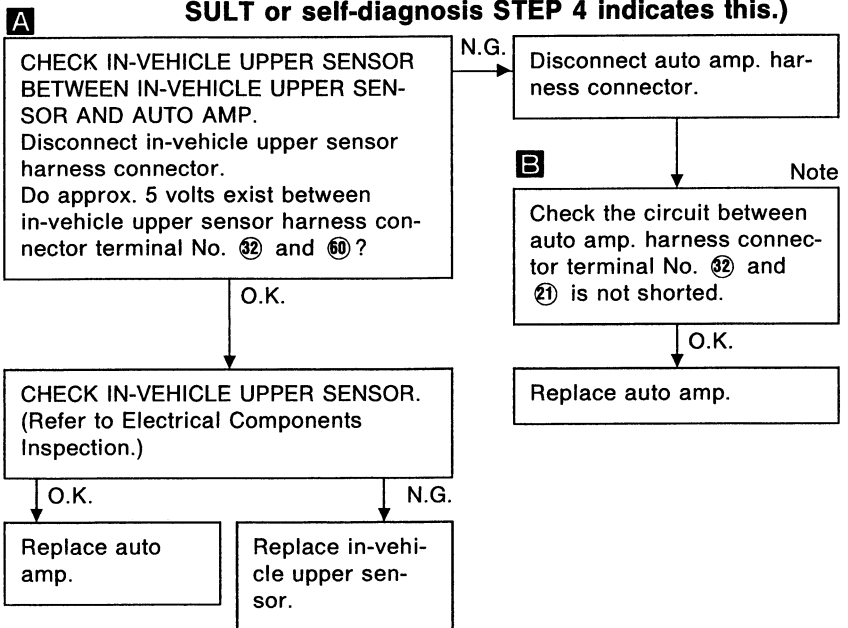 SULT or self-diagnosis STEP 4 indicates this.)
A
CHECK IN-VEHICLE UPPER SENSOR
BETWEEN IN-VEHICLE UPPER SEN-
SOR AND AUTO AMP.
Disconnect in-vehicle upper sensor
harness connector.
Do approx. 5 volts exist between
in-vehicle upper sensor harness con-
nector terminal No. ㉜ and 60 ?
N.G.
Disconnect auto amp. har-
ness connector.
B
Note
Check the circuit between
auto amp. harness connec-
tor terminal No. ㉜ and
㉑ is not shorted.
O.K.
Replace auto amp.
O.K.
CHECK IN-VEHICLE UPPER SENSOR.
(Refer to Electrical Components
Inspection.)
O.K.
N.G.
Replace auto
amp.
Replace in-vehi-
cle upper sen-
sor.